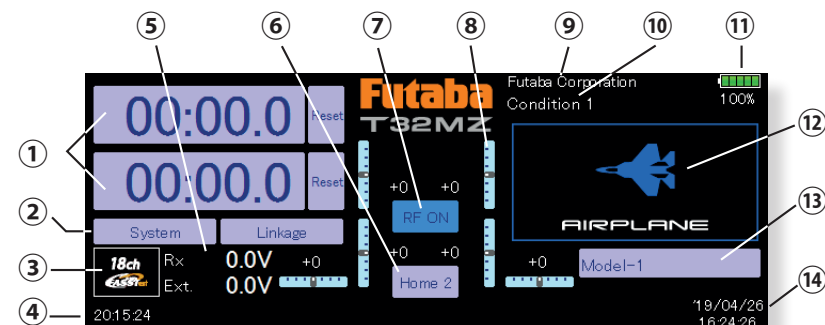 ⑤ ⑥ ⑦ ⑧ ⑨ ⑩ ⑪
Futaba Corporation
Condition 1
100%
Futaba
T32MZ
①
00:00.0 Reset
00:00.0 Reset
+0 +0
RF ON
⑫
AIRPLANE
②
System Linkage
③
18ch
FASSTest
Rx 0.0V
Ext. 0.0V
+0
+0 +0
Home 2
+0
Model-1
⑬
④
20:15:24
⑭
'19/04/26
16:24:26